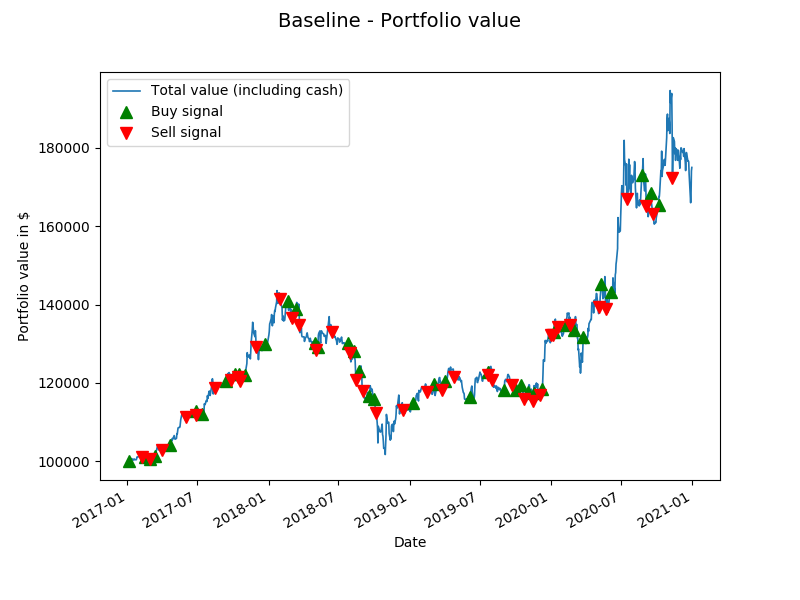 Baseline - Portfolio value
Total value (including cash)
Buy signal
Sell signal
Portfolio value in $
180000
160000
140000
120000
100000
2017-01
2017-07
2018-01
2018-07
2019-01
2019-07
2020-01
2020-07
2021-01
Date